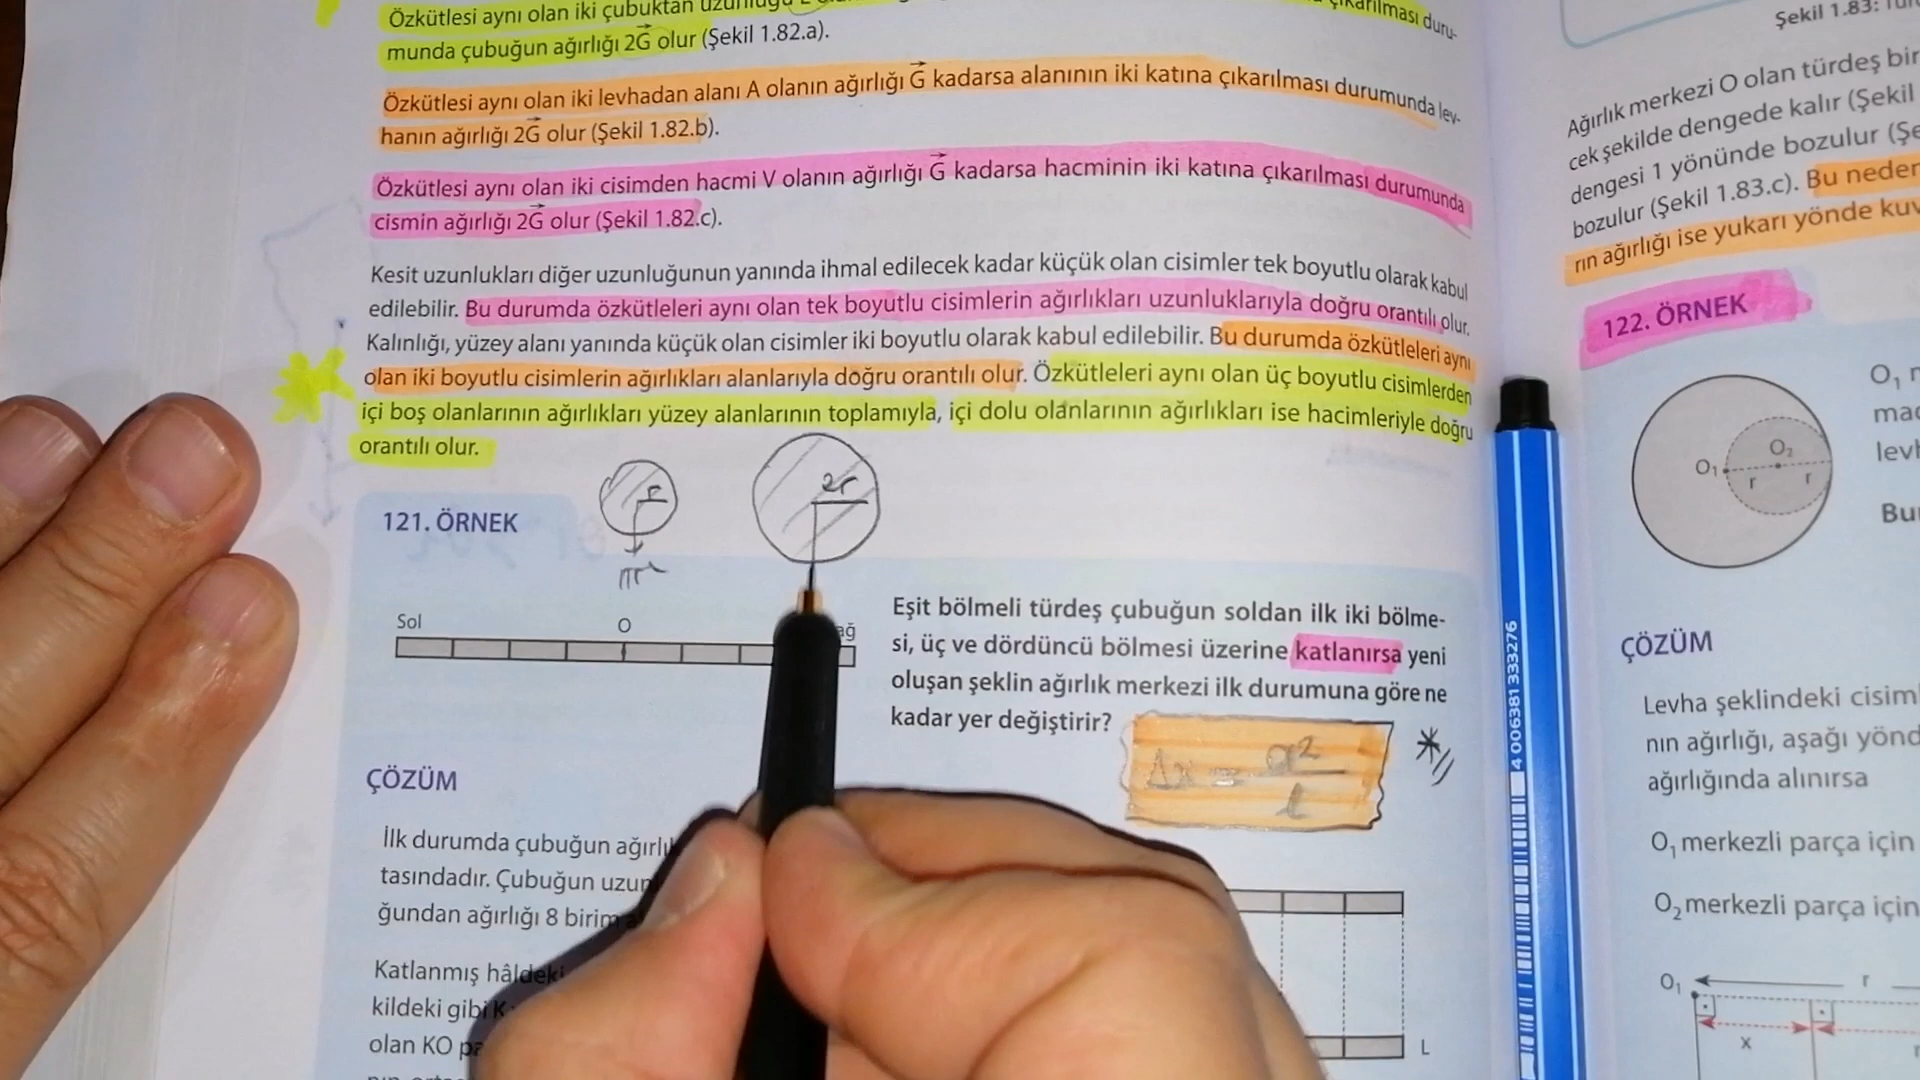 Özkütlesi aynı olan iki çubuktan
çıkarılması duru-
munda çubuğun ağırlığı 2G olur (Şekil 1.82.a).
Özkütlesi aynı olan iki levhadan alanı A olanın ağırlığı G kadarsa alanının iki katına çıkarılması durumunda lev-
hanın ağırlığı 2G olur (Şekil 1.82.b).
Özkütlesi aynı olan iki cisimden hacmi V olanın ağırlığı G kadarsa hacminin iki katına çıkarılması durumunda
cismin ağırlığı 2G olur (Şekil 1.82.c).
Kesit uzunlukları diğer uzunluğunun yanında ihmal edilecek kadar küçük olan cisimler tek boyutlu olarak kabul
edilebilir. Bu durumda özkütleleri aynı olan tek boyutlu cisimlerin ağırlıkları uzunluklarıyla doğru orantılı olur.
Kalınlığı, yüzey alanı yanında küçük olan cisimler iki boyutlu olarak kabul edilebilir. Bu durumda özkütleleri aynı
olan iki boyutlu cisimlerin ağırlıkları alanlarıyla doğru orantılı olur. Özkütleleri aynı olan üç boyutlu cisimlerden
içi boş olanlarının ağırlıkları yüzey alanlarının toplamıyla, içi dolu olanlarının ağırlıkları ise hacimleriyle doğru
orantılı olur.
r
2r
πr²
121. ÖRNEK
Sol
O
Eşit bölmeli türdeş çubuğun soldan ilk iki bölme-
si, üç ve dördüncü bölmesi üzerine katlanırsa yeni
oluşan şeklin ağırlık merkezi ilk durumuna göre ne
kadar yer değiştirir?
Δx = a²/l
ÇÖZÜM
İlk durumda çubuğun
tasındadır. Çubuğun
ğundan ağırlığı 8
Katlanmış
kildeki gibi K
olan KO
L
Şekil 1.83:
Ağırlık merkezi O olan türdeş bir
cek şekilde dengede kalır (Şekil
dengesi 1 yönünde bozulur
bozulur (Şekil 1.83.c). Bu
rın ağırlığı ise yukarı yönde
122. ÖRNEK
O₁
O₂
r
r
O₁
Bu
4 006381 333276
ÇÖZÜM
Levha şeklindeki
nın ağırlığı, aşağı
ağırlığında alınırsa
O₁ merkezli parça için
O₂ merkezli parça için
O₁
r
x